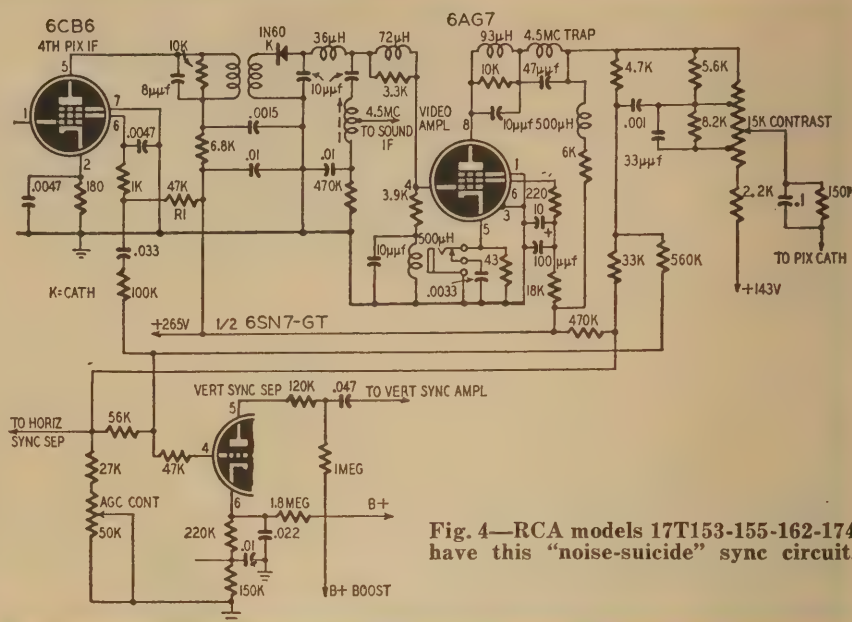 6CB6
4TH PIX IF
10K
8µµf
5
7
6
1
2
.0047
.0047
180
1K
47K
R1
.033
100K
K=CATH
6.8K
.0015
.01
.01
470K
1N60
K
36µH
72µH
10µµf
3.3K
4.5MC
TO SOUND
IF
VIDEO
AMPL
6AG7
93µH
4.5MC TRAP
10K
47µµf
10µµf
500µH
6K
8
4
1
6
3
5
3.9K
10µµf
500µH
.0033
43
220
10
+
100
µµf
18K
4.7K
5.6K
.001
8.2K
33µµf
15K CONTRAST
2.2K
.1
150K
TO PIX CATH
+143V
33K
560K
470K
+265V
1/2 6SN7-GT
VERT SYNC SEP
5
120K
.047
TO VERT SYNC AMPL
TO HORIZ
SYNC SEP
56K
47K
4
6
27K
AGC CONT
50K
1MEG
1.8MEG
B+
220K
.022
.01
150K
B+ BOOST
Fig. 4—RCA models 17T153-155-162-174
have this “noise-suicide” sync circuit